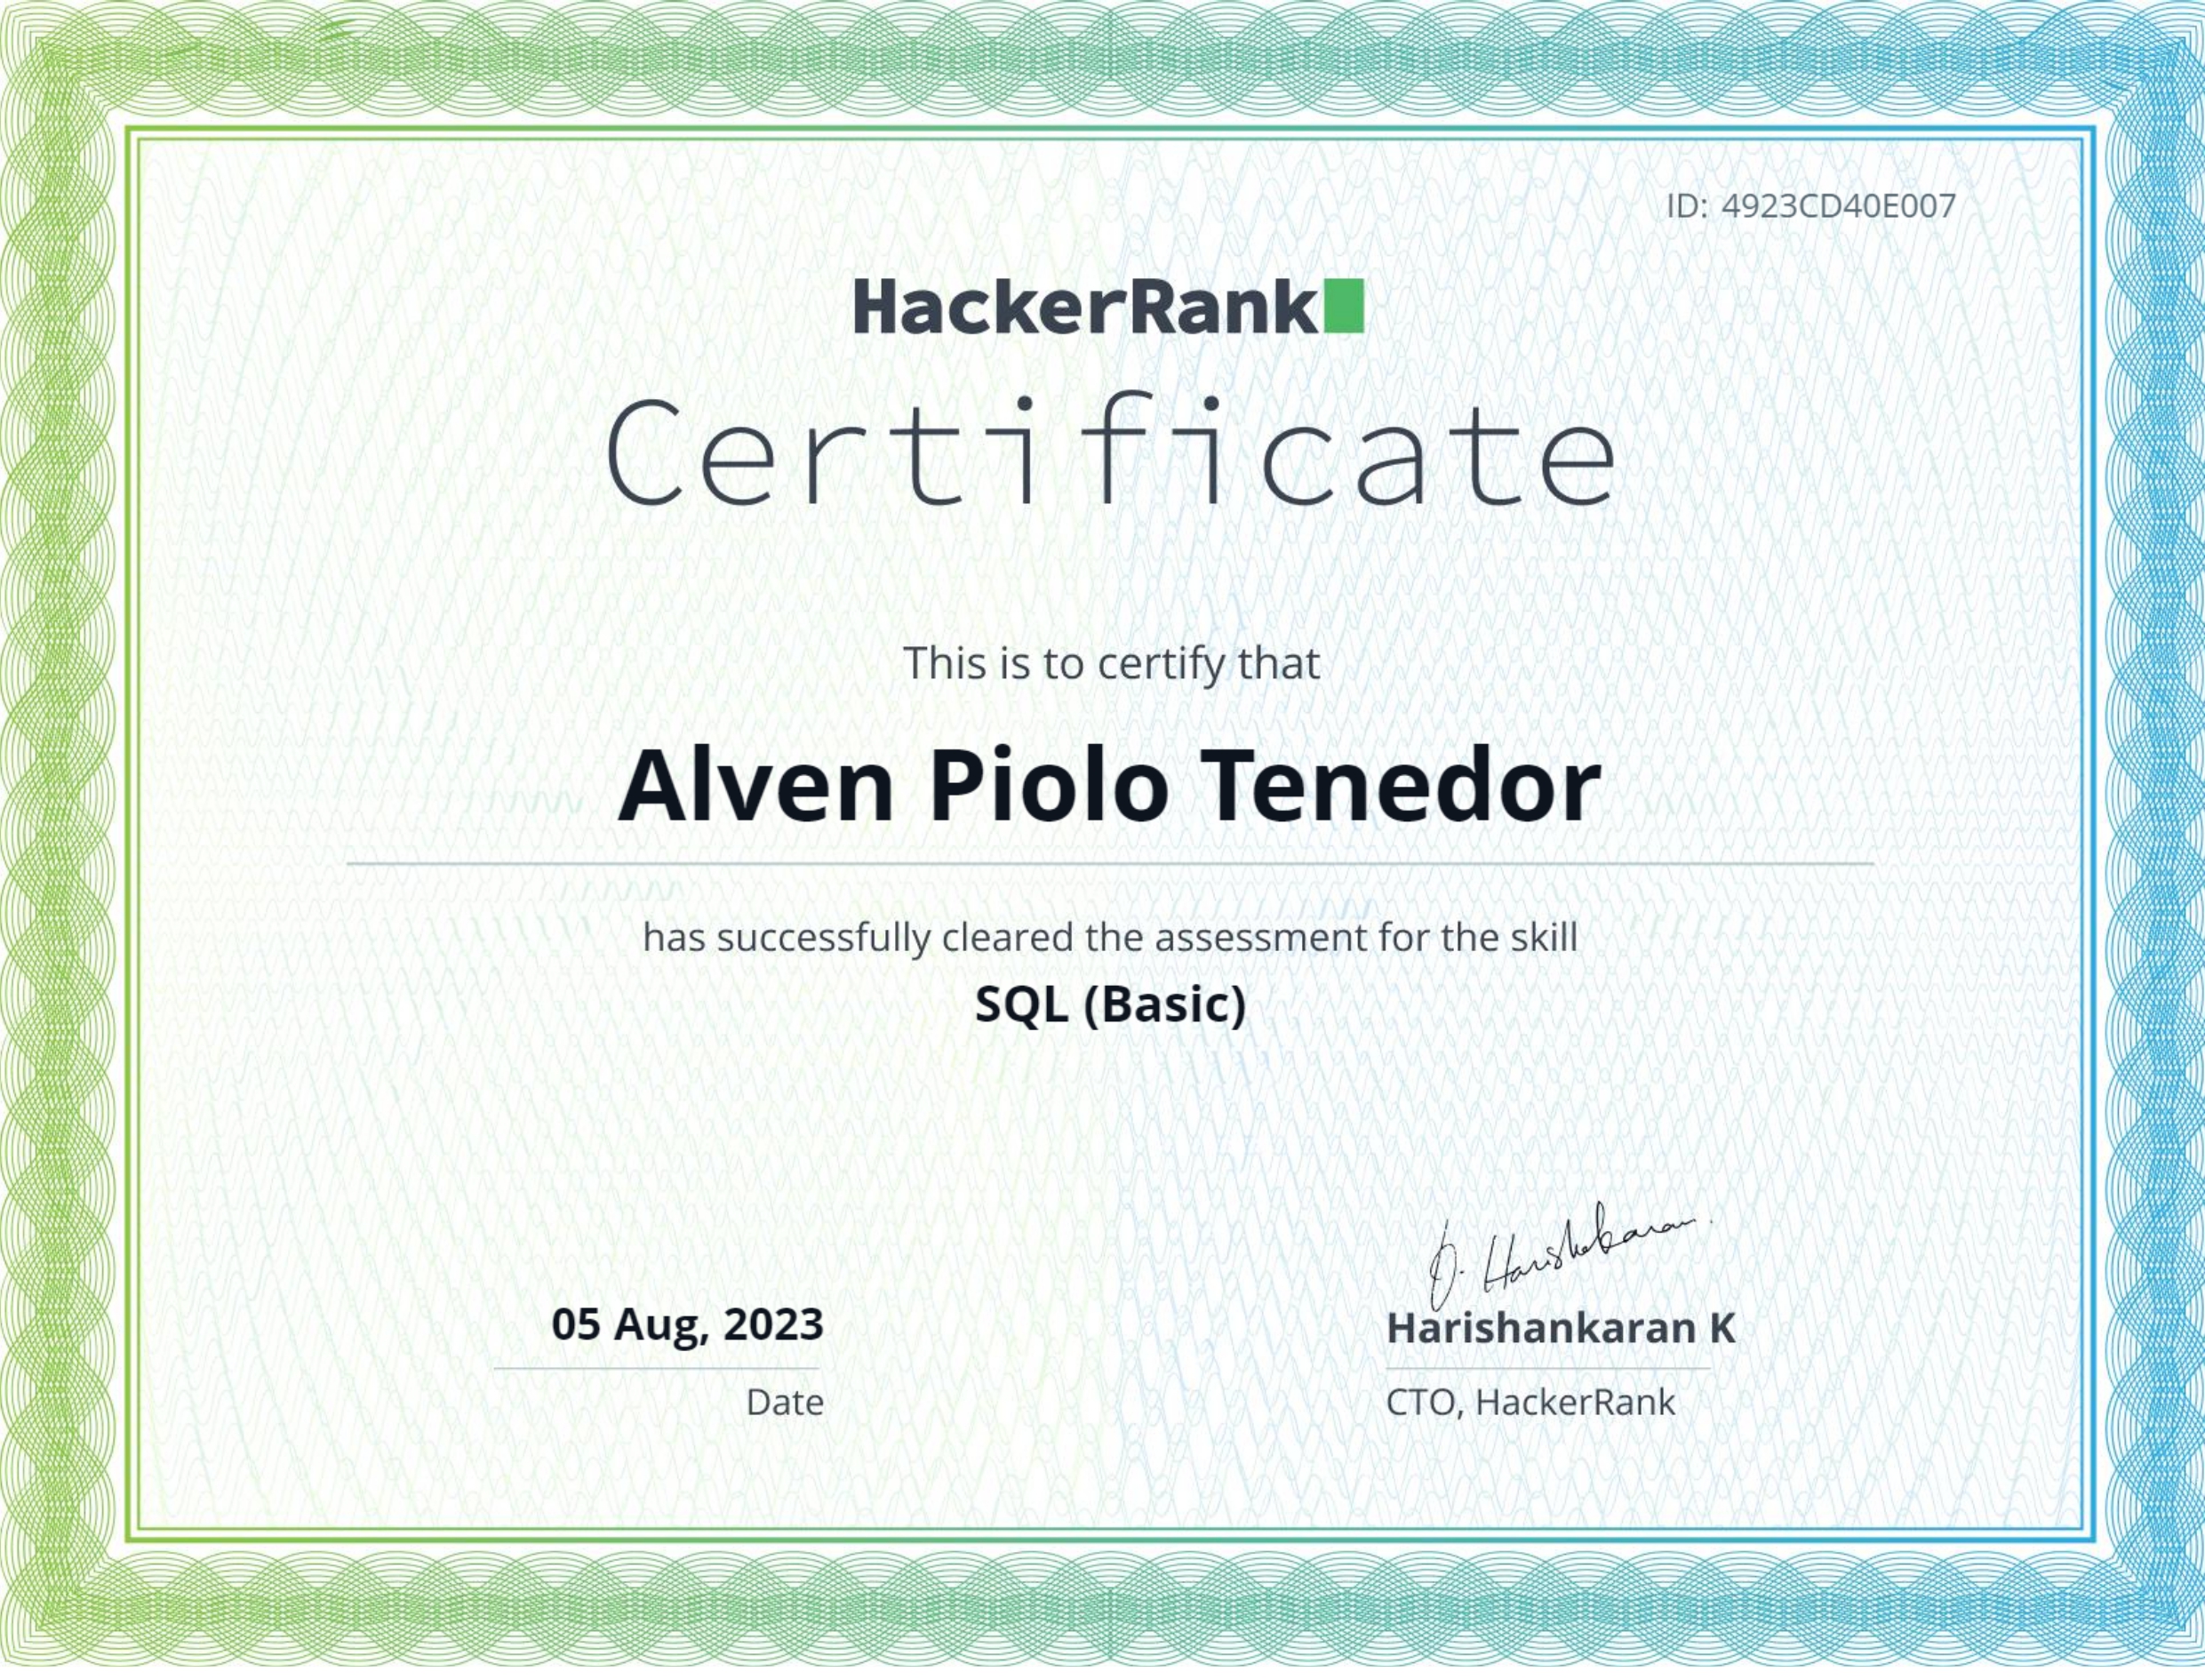 ID: 4923CD40E007
HackerRank
Certificate
This is to certify that
Alven Piolo Tenedor
has successfully cleared the assessment for the skill
SQL (Basic)
05 Aug, 2023
Date
Harishankaran K
CTO, HackerRank